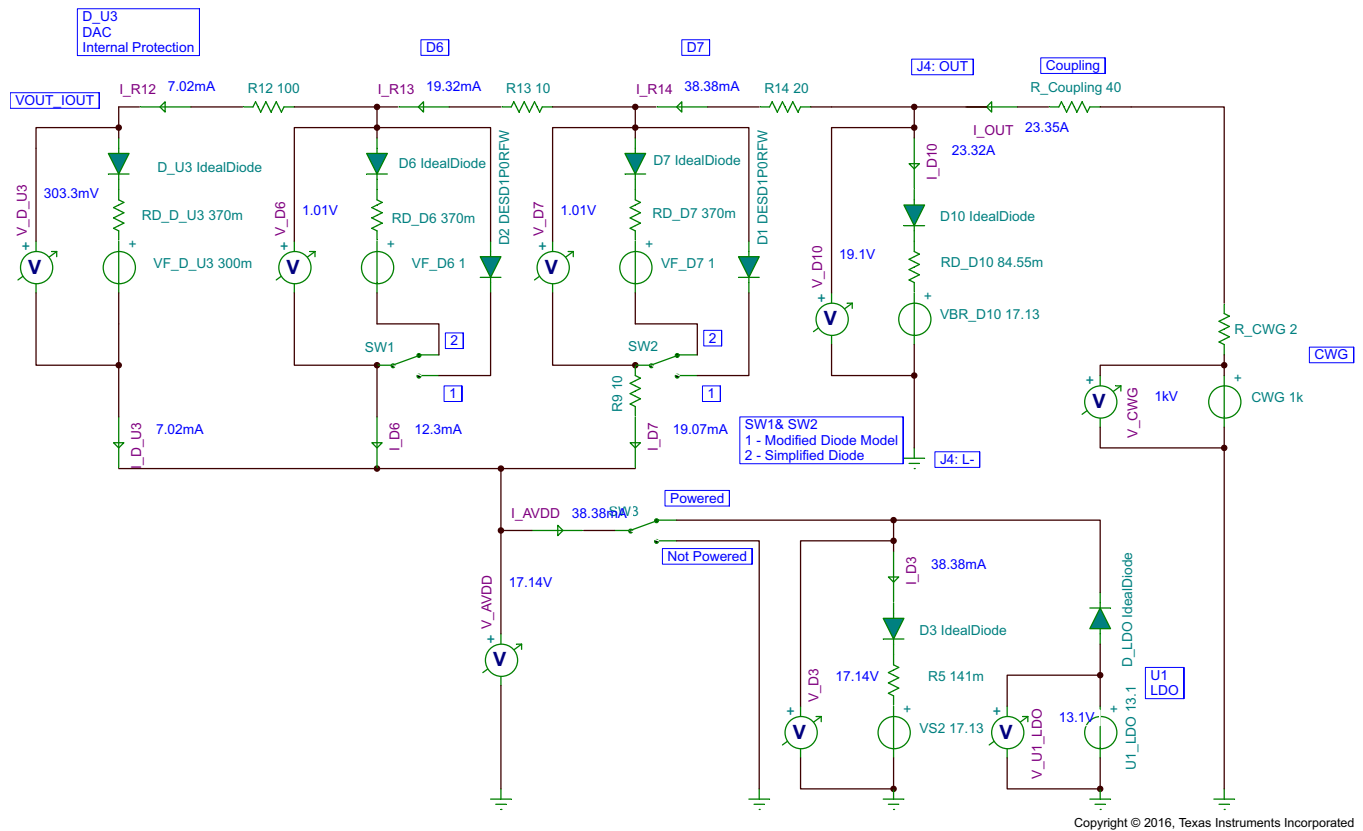 D_U3
DAC
Internal Protection
D6
D7
J4: OUT
Coupling
VOUT_IOUT
I_R12
7.02mA
R12 100
I_R13
19.32mA
R13 10
I_R14
38.38mA
R14 20
R_Coupling 40
I_OUT
23.35A
I_D10
23.32A
D_U3 IdealDiode
D6 IdealDiode
D2 DESD1P0RFW
D7 IdealDiode
D1 DESD1P0RFW
D10 IdealDiode
V_D_U3
303.3mV
RD_D_U3 370m
V_D6
1.01V
RD_D6 370m
V_D7
1.01V
RD_D7 370m
V_D10
19.1V
RD_D10 84.55m
+
V
VF_D_U3 300m
+
+
V
VF_D6 1
+
+
V
VF_D7 1
+
+
V
VBR_D10 17.13
+
R_CWG 2
CWG
SW1
2
1
SW2
2
1
R9 10
V_CWG
+
V
1kV
CWG 1k
+
I_D_U3
7.02mA
I_D6
12.3mA
I_D7
19.07mA
SW1& SW2
1 - Modified Diode Model
2 - Simplified Diode
J4: L-
Powered
I_AVDD
38.38mA
SW3
Not Powered
V_AVDD
17.14V
+
V
I_D3
38.38mA
D3 IdealDiode
D_LDO IdealDiode
V_D3
17.14V
R5 141m
+
V
VS2 17.13
+
U1
LDO
V_U1_LDO
13.1V
+
V
U1_LDO 13.1
+
Copyright © 2016, Texas Instruments Incorporated